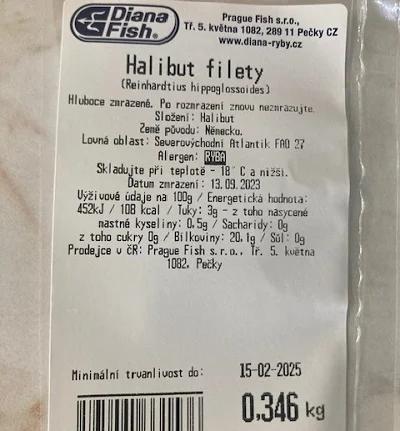 Diana Fish®
Prague Fish s.r.o.,
Tř. 5. května 1082, 289 11 Pečky CZ
www.diana-ryby.cz
Halibut filety
(Reinhardtius hippoglossoides)
Hluboce zmrazené. Po rozmrazení znovu nezmrazujte.
Složení: Halibut
Země původu: Německo.
Lovná oblast: Severovýchodní Atlantik FAO 27
Alergen: RYBA
Skladujte při teplotě - 18°C a nižší.
Datum zmrazení: 13.09.2023
Výživové údaje na 100g / Energetická hodnota:
452kJ / 108 kcal / Tuky: 3g - z toho nasycené
mastné kyseliny: 0,5g / Sacharidy: 0g
z toho cukry 0g / Bílkoviny: 20,1g / Sůl: 0g
Prodejce v ČR: Prague Fish s.r.o., Tř. 5. května
1082, Pečky
Minimální trvanlivost do: 15-02-2025
0,346 kg